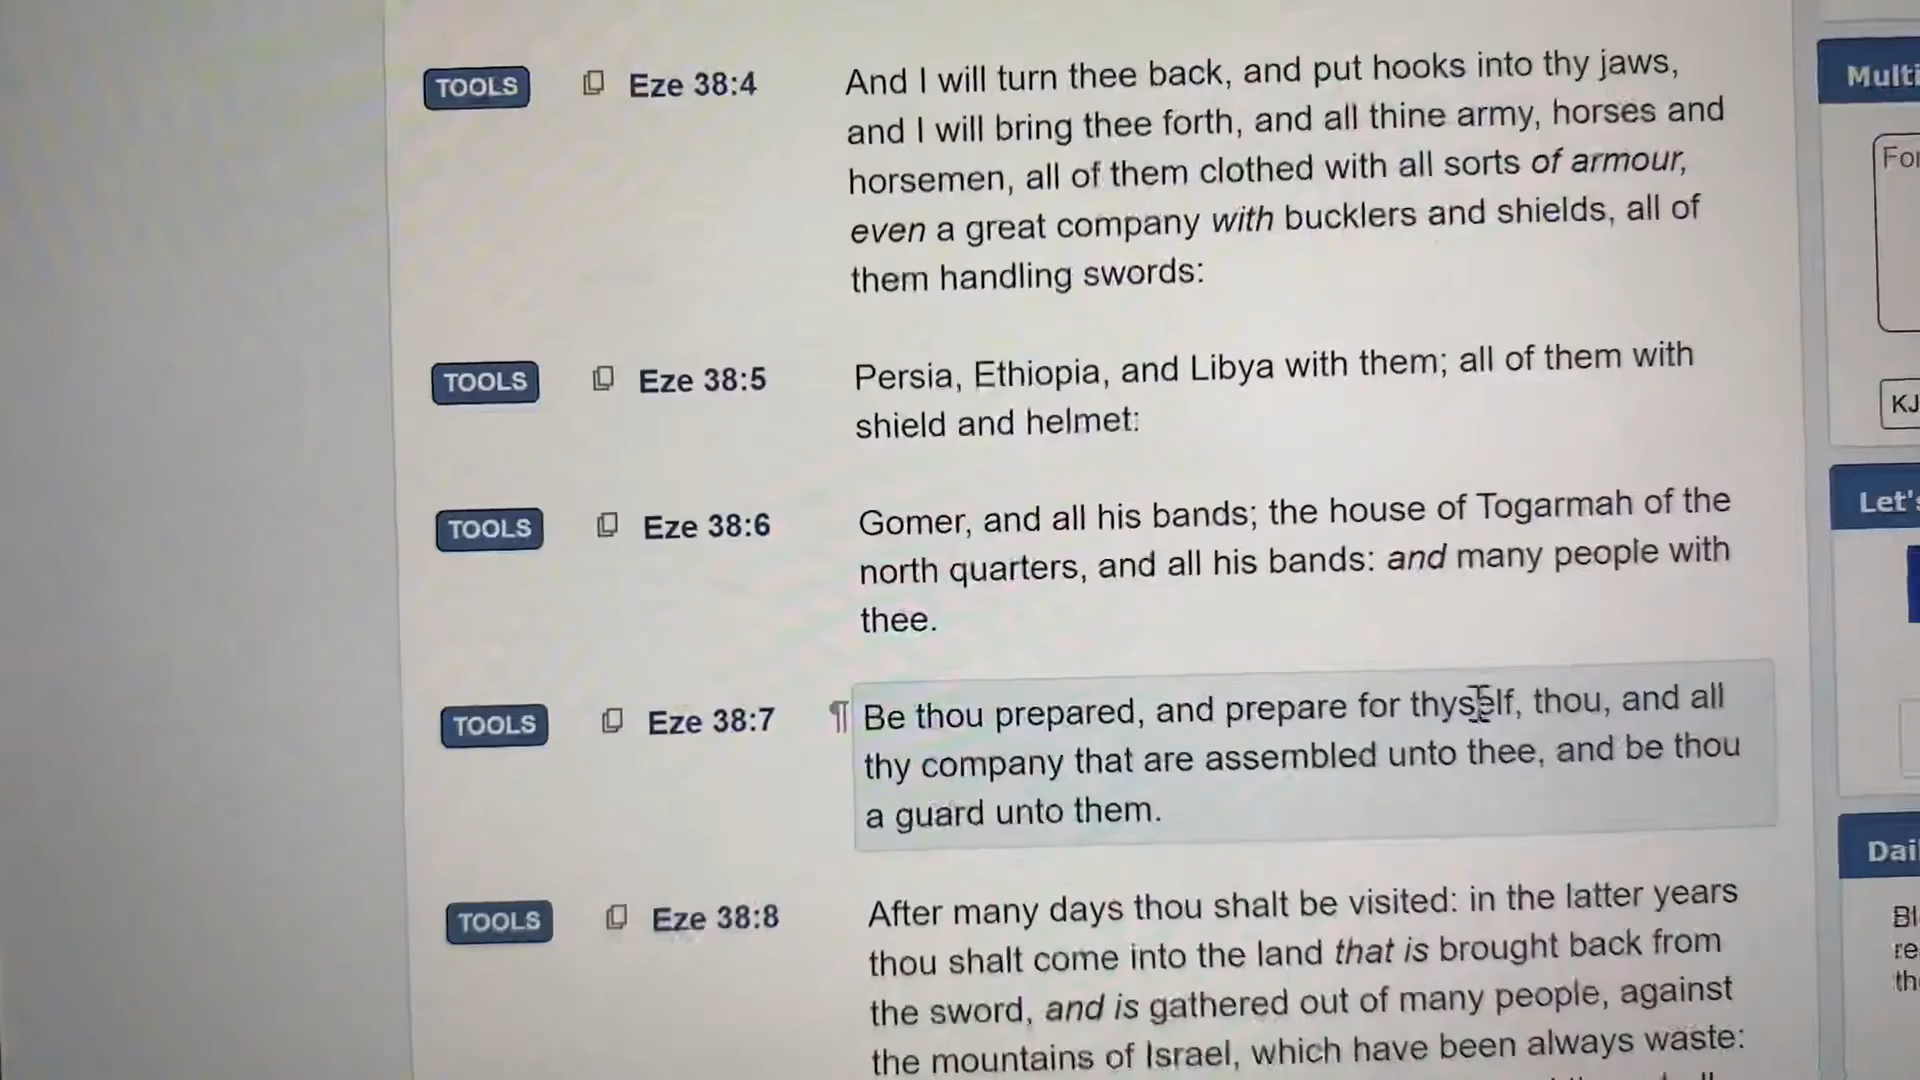 TOOLS Eze 38:4 And I will turn thee back, and put hooks into thy jaws,
and I will bring thee forth, and all thine army, horses and
horsemen, all of them clothed with all sorts of armour,
even a great company with bucklers and shields, all of
them handling swords:
TOOLS Eze 38:5 Persia, Ethiopia, and Libya with them; all of them with
shield and helmet:
TOOLS Eze 38:6 Gomer, and all his bands; the house of Togarmah of the
north quarters, and all his bands: and many people with
thee.
TOOLS Eze 38:7 ¶ Be thou prepared, and prepare for thyself, thou, and all
thy company that are assembled unto thee, and be thou
a guard unto them.
TOOLS Eze 38:8 After many days thou shalt be visited: in the latter years
thou shalt come into the land that is brought back from
the sword, and is gathered out of many people, against
the mountains of Israel, which have been always waste:
Multi
For
KJ
Let's
Dai
Bl
re
th